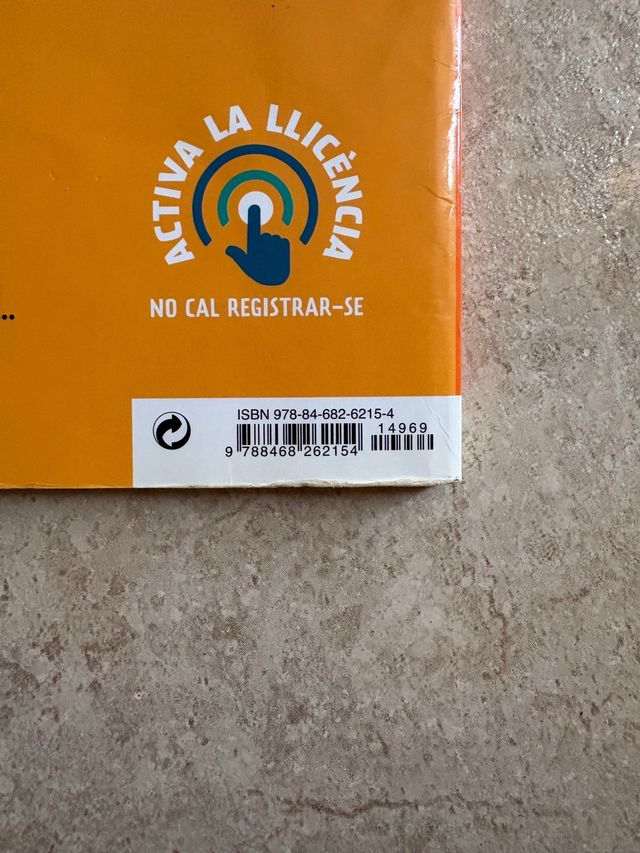 ACTIVA LA LLICÈNCIA
NO CAL REGISTRAR-SE
ISBN 978-84-682-6215-4
14969
9 788468 262154